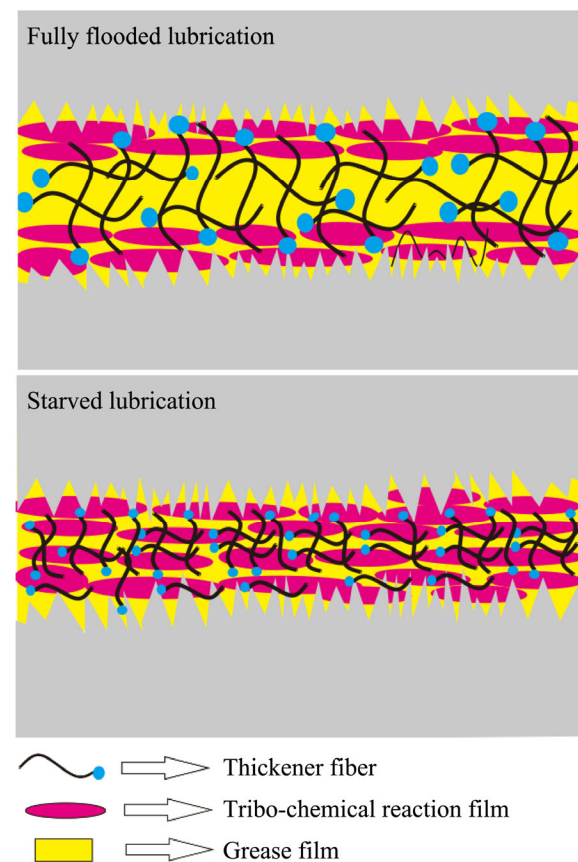 Fully flooded lubrication
Starved lubrication
Thickener fiber
Tribo-chemical reaction film
Grease film